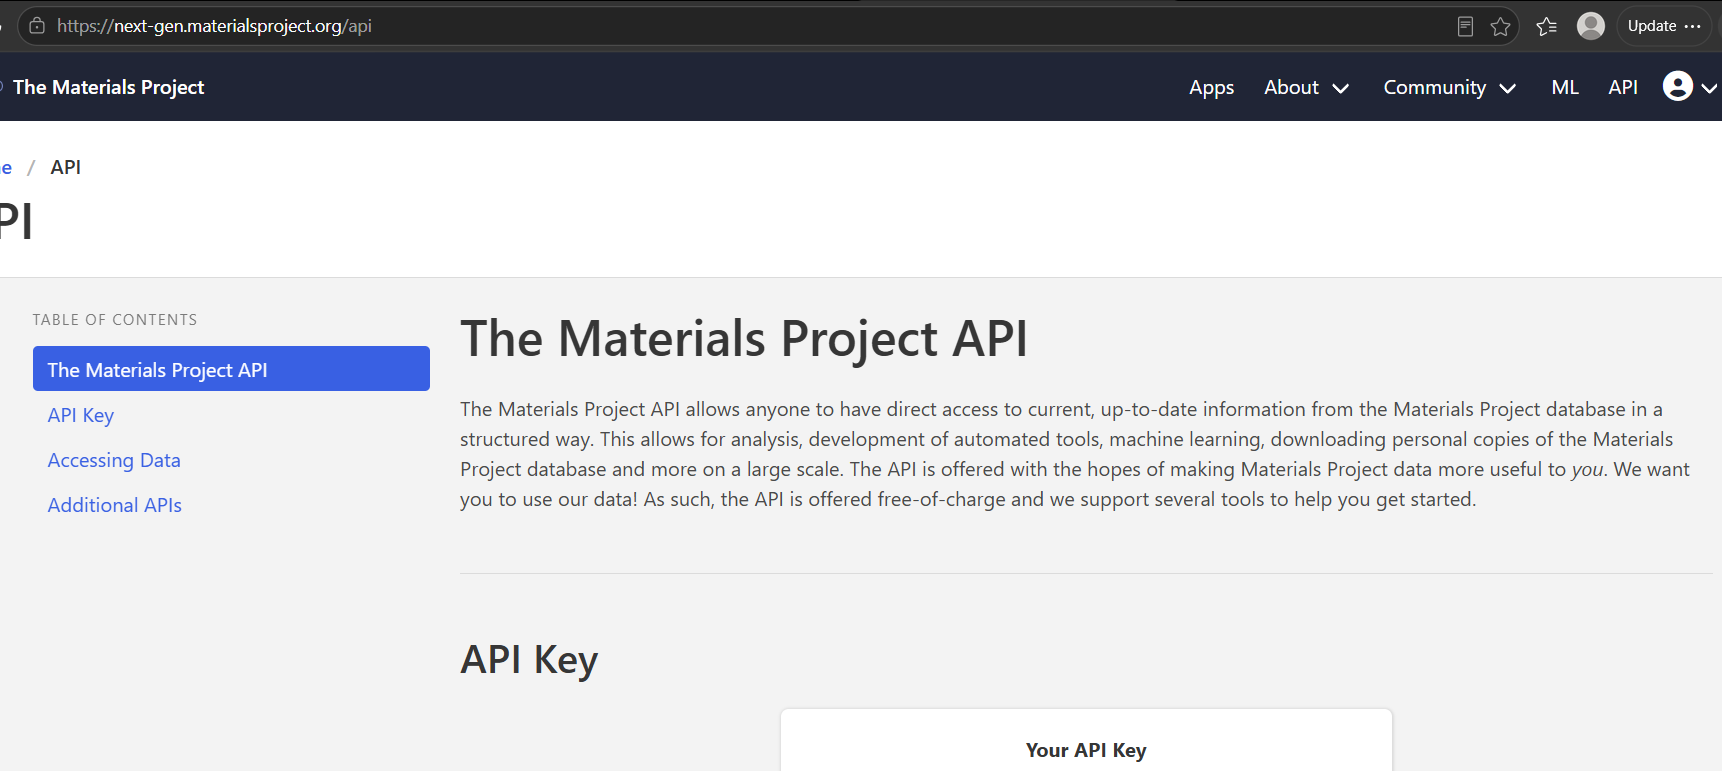 https://next-gen.materialsproject.org/api
Update
The Materials Project
Apps About Community ML API
/ API
TABLE OF CONTENTS
The Materials Project API
API Key
Accessing Data
Additional APIs
The Materials Project API
The Materials Project API allows anyone to have direct access to current, up-to-date information from the Materials Project database in a
structured way. This allows for analysis, development of automated tools, machine learning, downloading personal copies of the Materials
Project database and more on a large scale. The API is offered with the hopes of making Materials Project data more useful to you. We want
you to use our data! As such, the API is offered free-of-charge and we support several tools to help you get started.
API Key
Your API Key